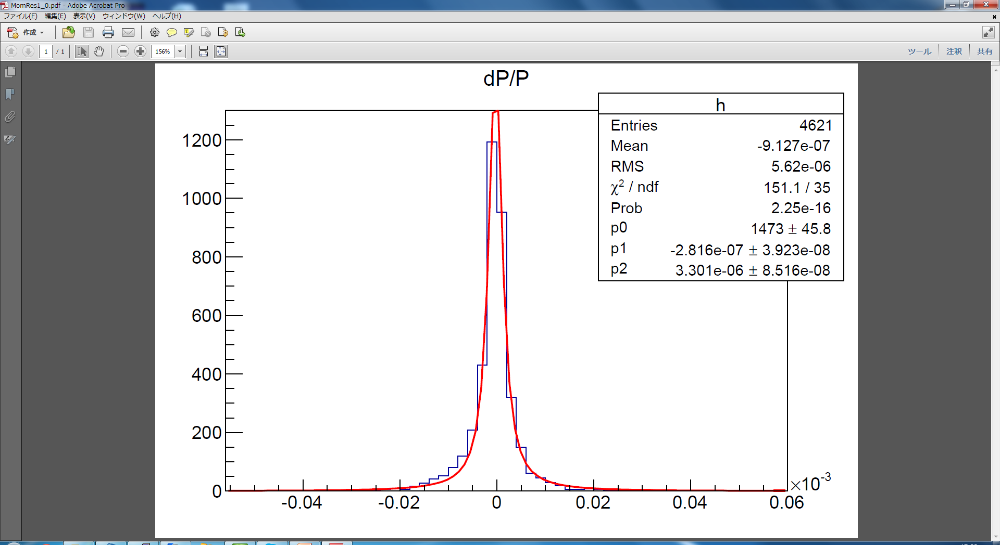 MomRes1_0.pdf - Adobe Acrobat Pro
ファイル(F) 編集(E) 表示(V) ウィンドウ(W) ヘルプ(H)
作成
1 / 1 156% ツール 注釈 共有
dP/P
h
Entries 4621
Mean -9.127e-07
RMS 5.62e-06
χ² / ndf 151.1 / 35
Prob 2.25e-16
p0 1473 ± 45.8
p1 -2.816e-07 ± 3.923e-08
p2 3.301e-06 ± 8.516e-08
1200
1000
800
600
400
200
0
×10⁻³
-0.04 -0.02 0 0.02 0.04 0.06